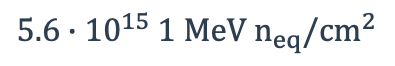 5.6 · 10¹⁵ 1 MeV n_eq/cm²